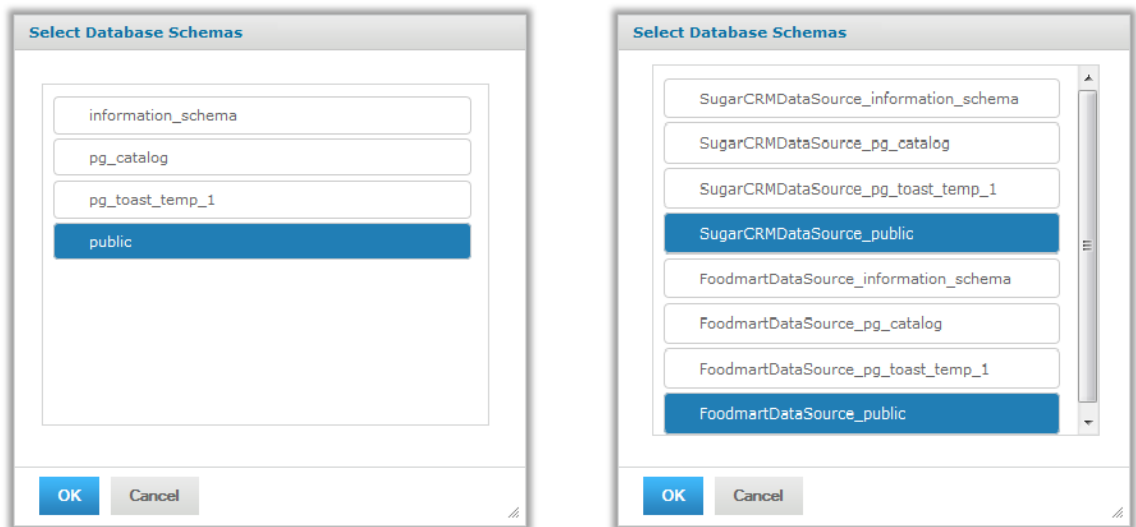 Select Database Schemas
information_schema
pg_catalog
pg_toast_temp_1
public
OK
Cancel
Select Database Schemas
SugarCRMDataSource_information_schema
SugarCRMDataSource_pg_catalog
SugarCRMDataSource_pg_toast_temp_1
SugarCRMDataSource_public
FoodmartDataSource_information_schema
FoodmartDataSource_pg_catalog
FoodmartDataSource_pg_toast_temp_1
FoodmartDataSource_public
OK
Cancel